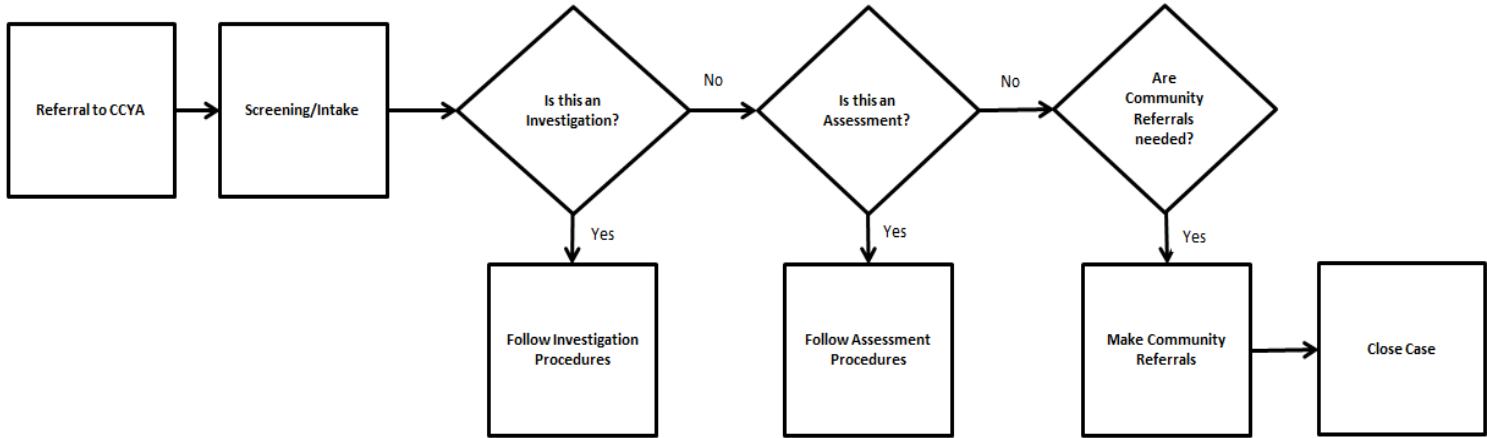 Referral to CCYA
Screening/Intake
Is this an
Investigation?
No
Is this an
Assessment?
No
Are
Community
Referrals
needed?
Yes
Yes
Yes
Follow Investigation
Procedures
Follow Assessment
Procedures
Make Community
Referrals
Close Case